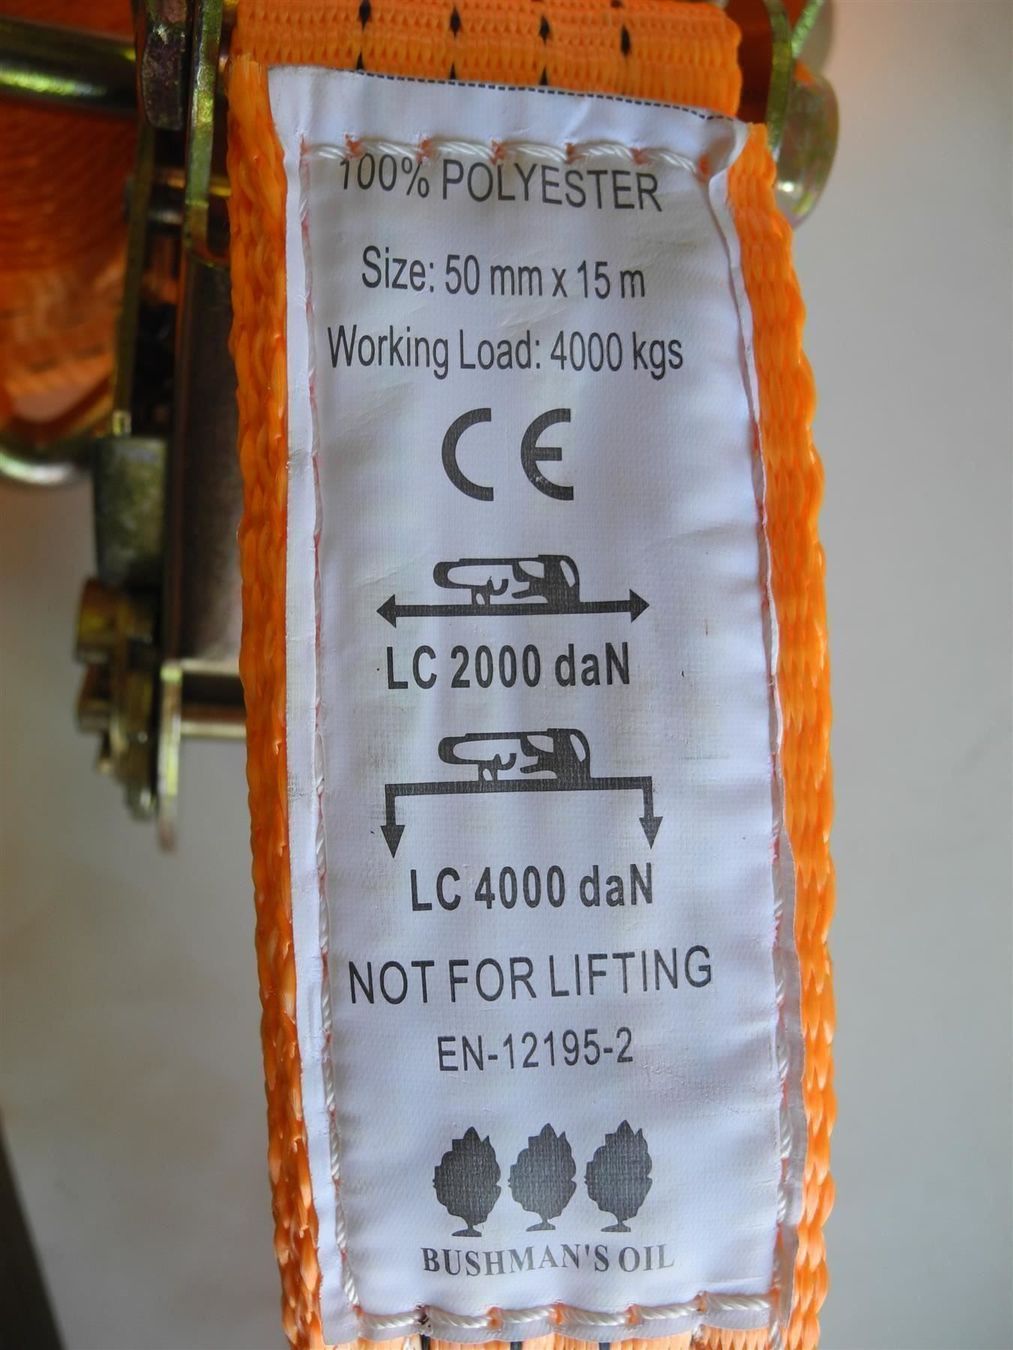 100% POLYESTER
Size: 50 mm x 15 m
Working Load: 4000 kgs
CE
LC 2000 daN
LC 4000 daN
NOT FOR LIFTING
EN-12195-2
BUSHMAN'S OIL